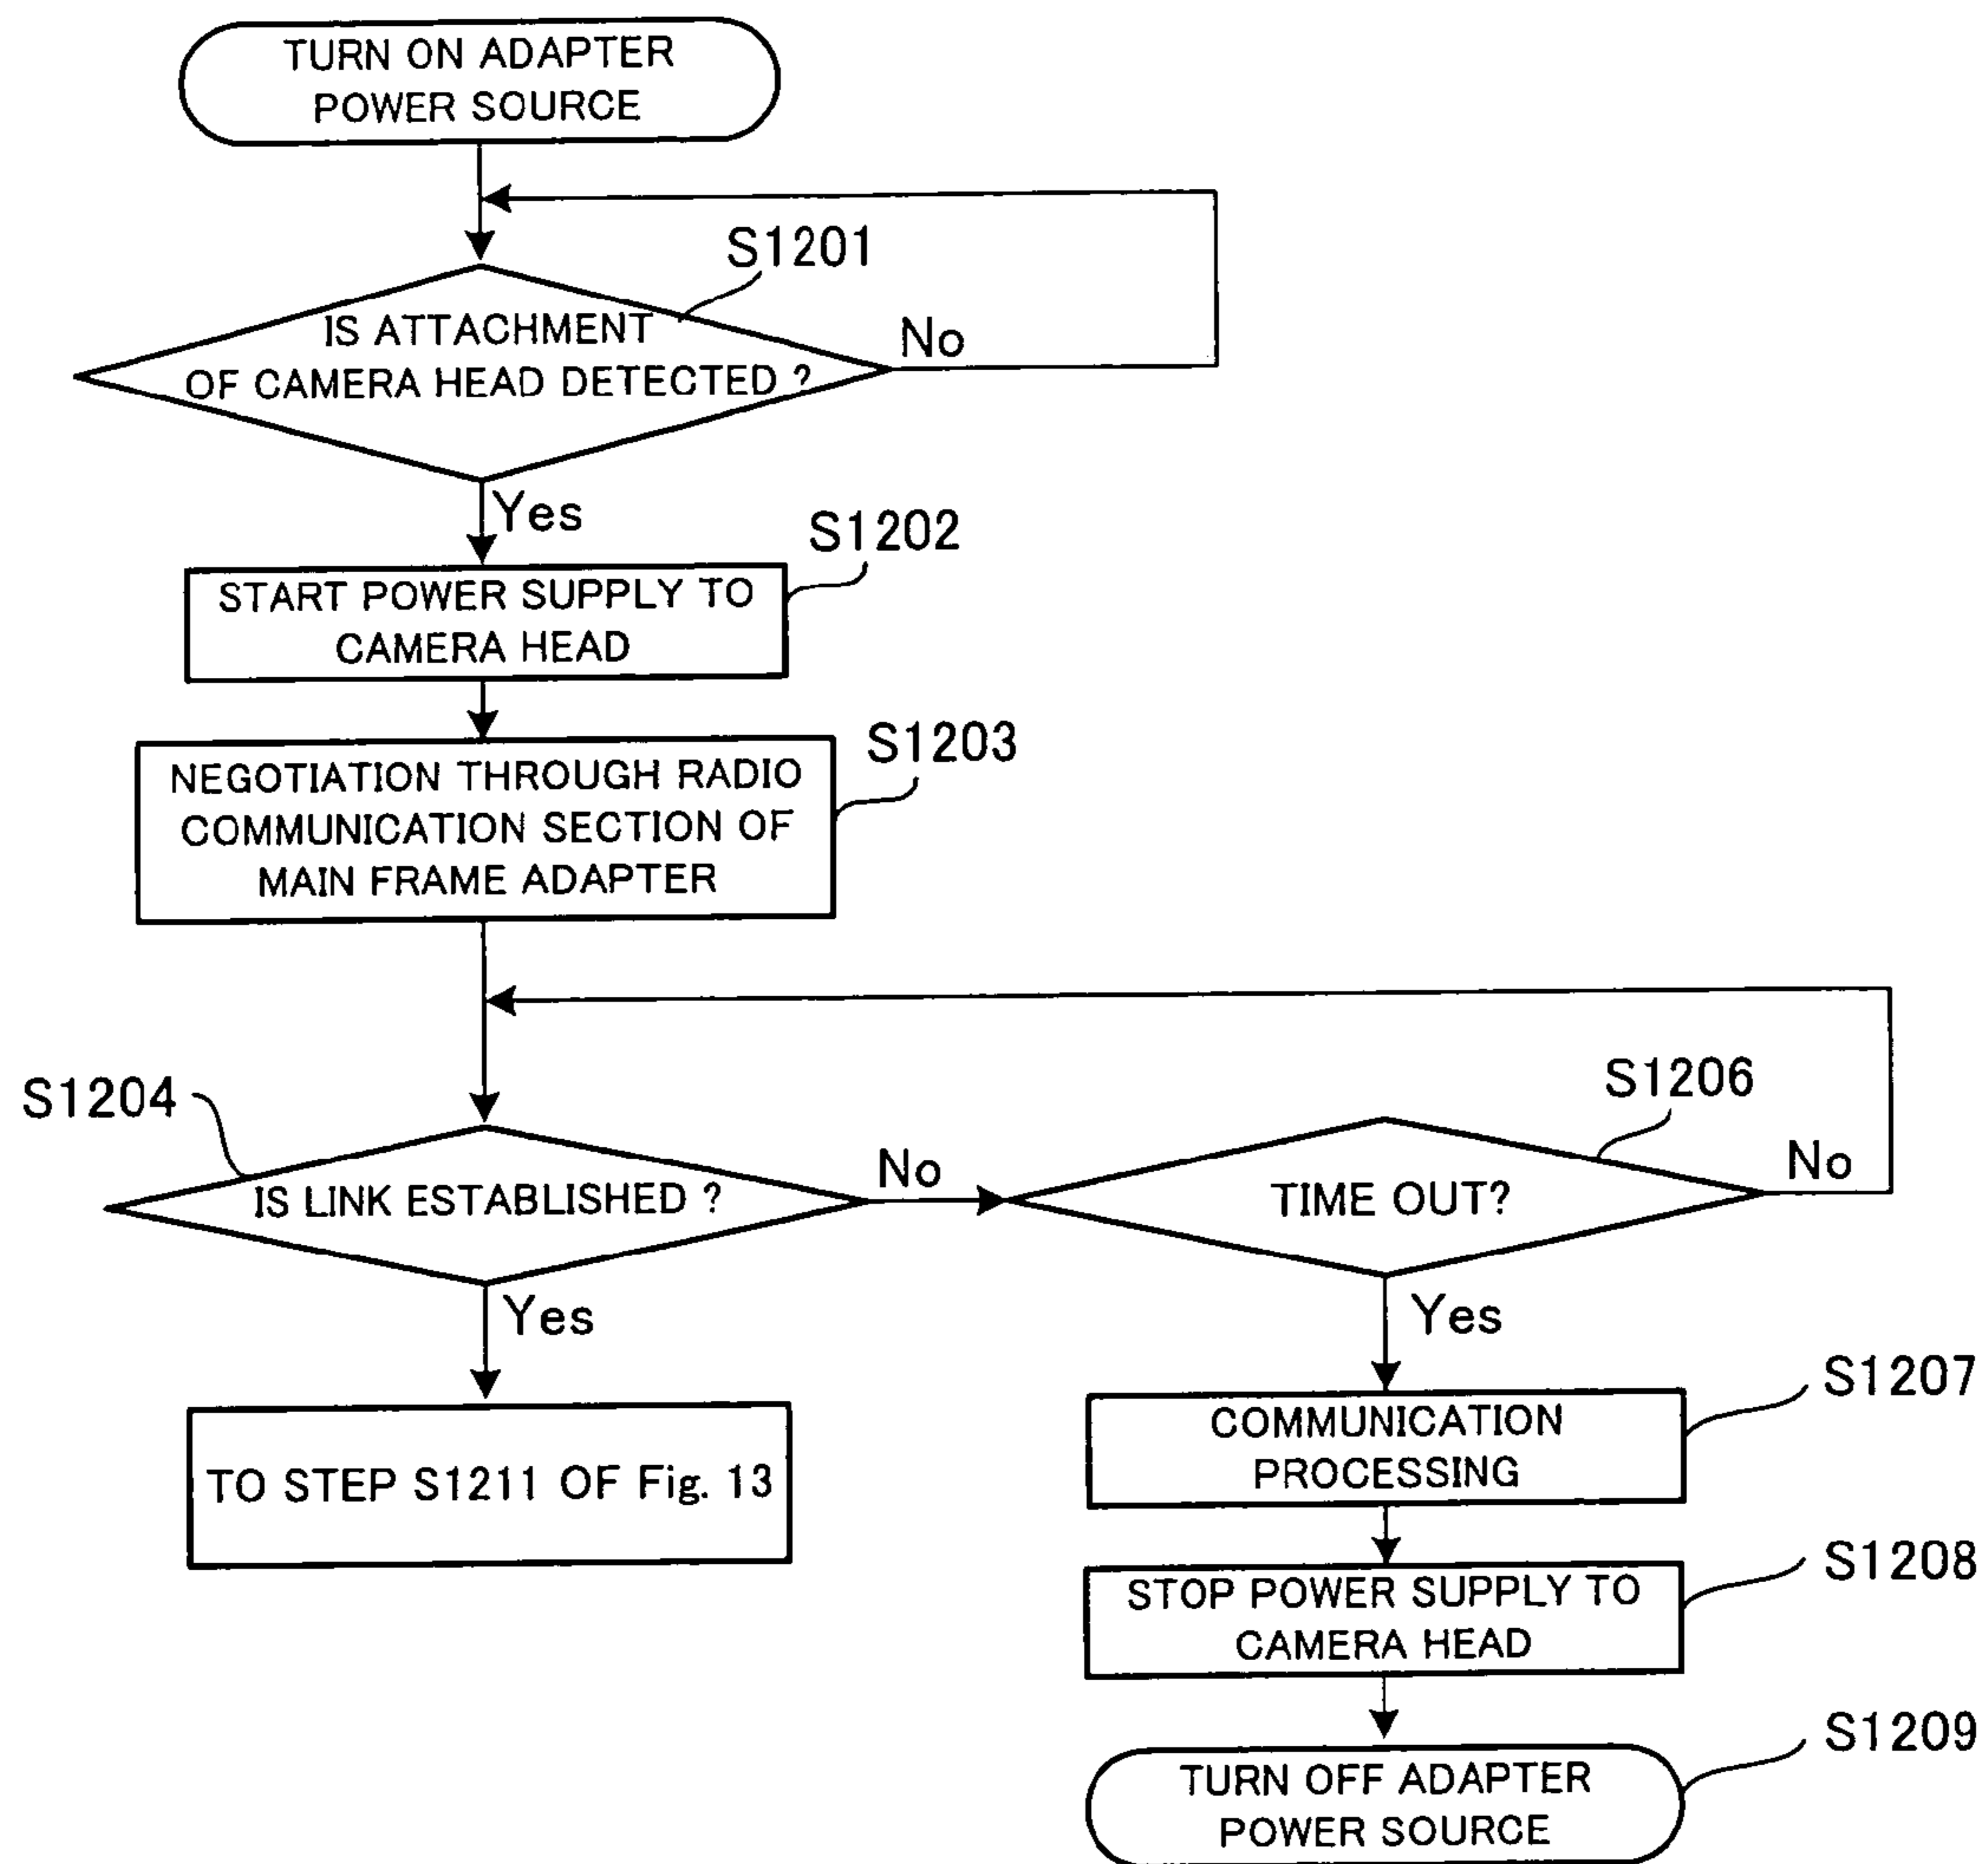 TURN ON ADAPTER
POWER SOURCE
S1201
IS ATTACHMENT
OF CAMERA HEAD DETECTED ?
No
Yes
S1202
START POWER SUPPLY TO
CAMERA HEAD
S1203
NEGOTIATION THROUGH RADIO
COMMUNICATION SECTION OF
MAIN FRAME ADAPTER
S1204
IS LINK ESTABLISHED ?
No
Yes
TO STEP S1211 OF Fig. 13
S1206
TIME OUT?
No
Yes
S1207
COMMUNICATION
PROCESSING
S1208
STOP POWER SUPPLY TO
CAMERA HEAD
S1209
TURN OFF ADAPTER
POWER SOURCE